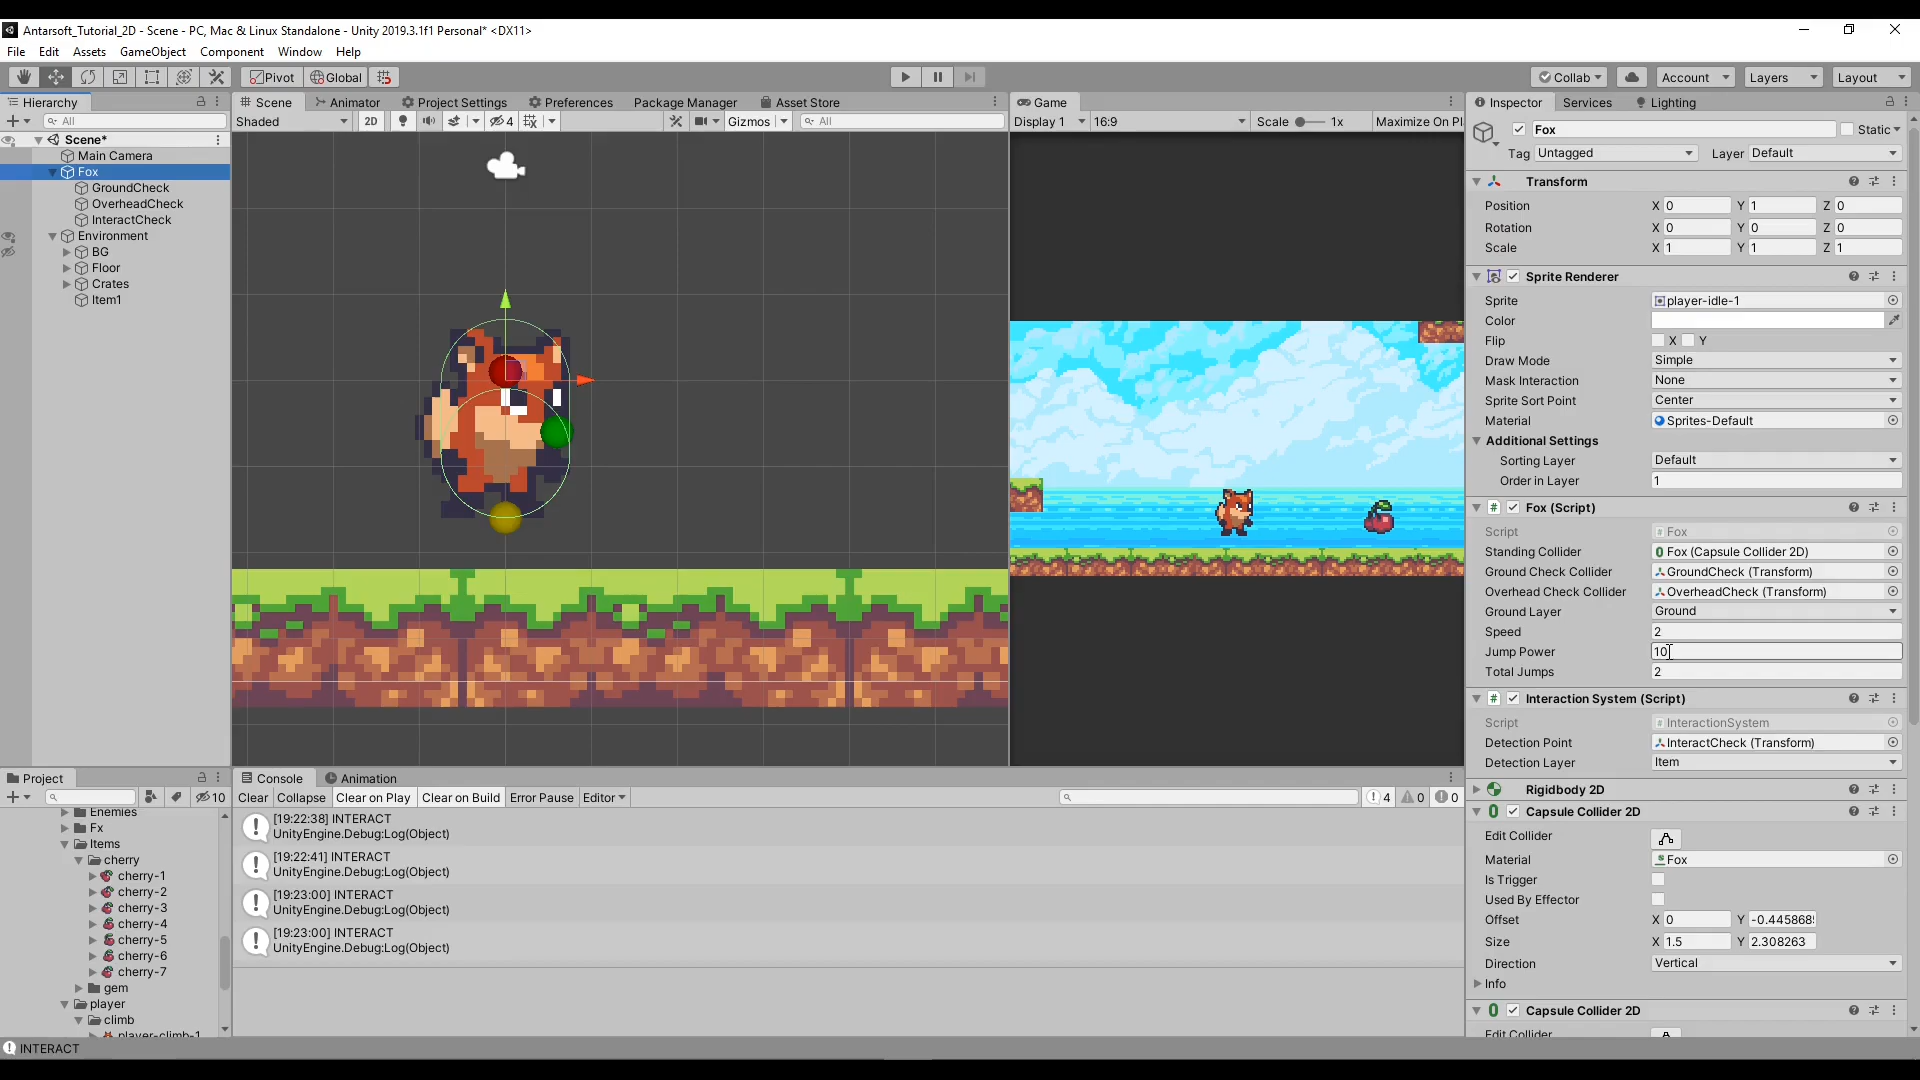 Antarsoft_Tutorial_2D - Scene - PC, Mac & Linux Standalone - Unity 2019.3.1f1 Personal* <DX11>
File Edit Assets GameObject Component Window Help
Pivot Global Collab Account Layers Layout
Hierarchy
All
Scene*
Main Camera
Fox
GroundCheck
OverheadCheck
InteractCheck
Environment
BG
Floor
Crates
Item1
Scene Animator Project Settings Preferences Package Manager Asset Store
Shaded 2D 4 Gizmos All
Game
Display 1 16:9 Scale 1x Maximize On Pl
Inspector Services Lighting
Fox Static
Tag Untagged Layer Default
Transform
Position X 0 Y 1 Z 0
Rotation X 0 Y 0 Z 0
Scale X 1 Y 1 Z 1
Sprite Renderer
Sprite player-idle-1
Color
Flip X Y
Draw Mode Simple
Mask Interaction None
Sprite Sort Point Center
Material Sprites-Default
Additional Settings
Sorting Layer Default
Order in Layer 1
Fox (Script)
Script Fox
Standing Collider Fox (Capsule Collider 2D)
Ground Check Collider GroundCheck (Transform)
Overhead Check Collider OverheadCheck (Transform)
Ground Layer Ground
Speed 2
Jump Power 10
Total Jumps 2
Interaction System (Script)
Script InteractionSystem
Detection Point InteractCheck (Transform)
Detection Layer Item
Rigidbody 2D
Capsule Collider 2D
Edit Collider
Material Fox
Is Trigger
Used By Effector
Offset X 0 Y -0.445868
Size X 1.5 Y 2.308263
Direction Vertical
Info
Capsule Collider 2D
Edit Collider
Project
10
Enemies
Fx
Items
cherry
cherry-1
cherry-2
cherry-3
cherry-4
cherry-5
cherry-6
cherry-7
gem
player
climb
player-climb-1
Console Animation
Clear Collapse Clear on Play Clear on Build Error Pause Editor 4 0 0
[19:22:38] INTERACT
UnityEngine.Debug:Log(Object)
[19:22:41] INTERACT
UnityEngine.Debug:Log(Object)
[19:23:00] INTERACT
UnityEngine.Debug:Log(Object)
[19:23:00] INTERACT
UnityEngine.Debug:Log(Object)
INTERACT